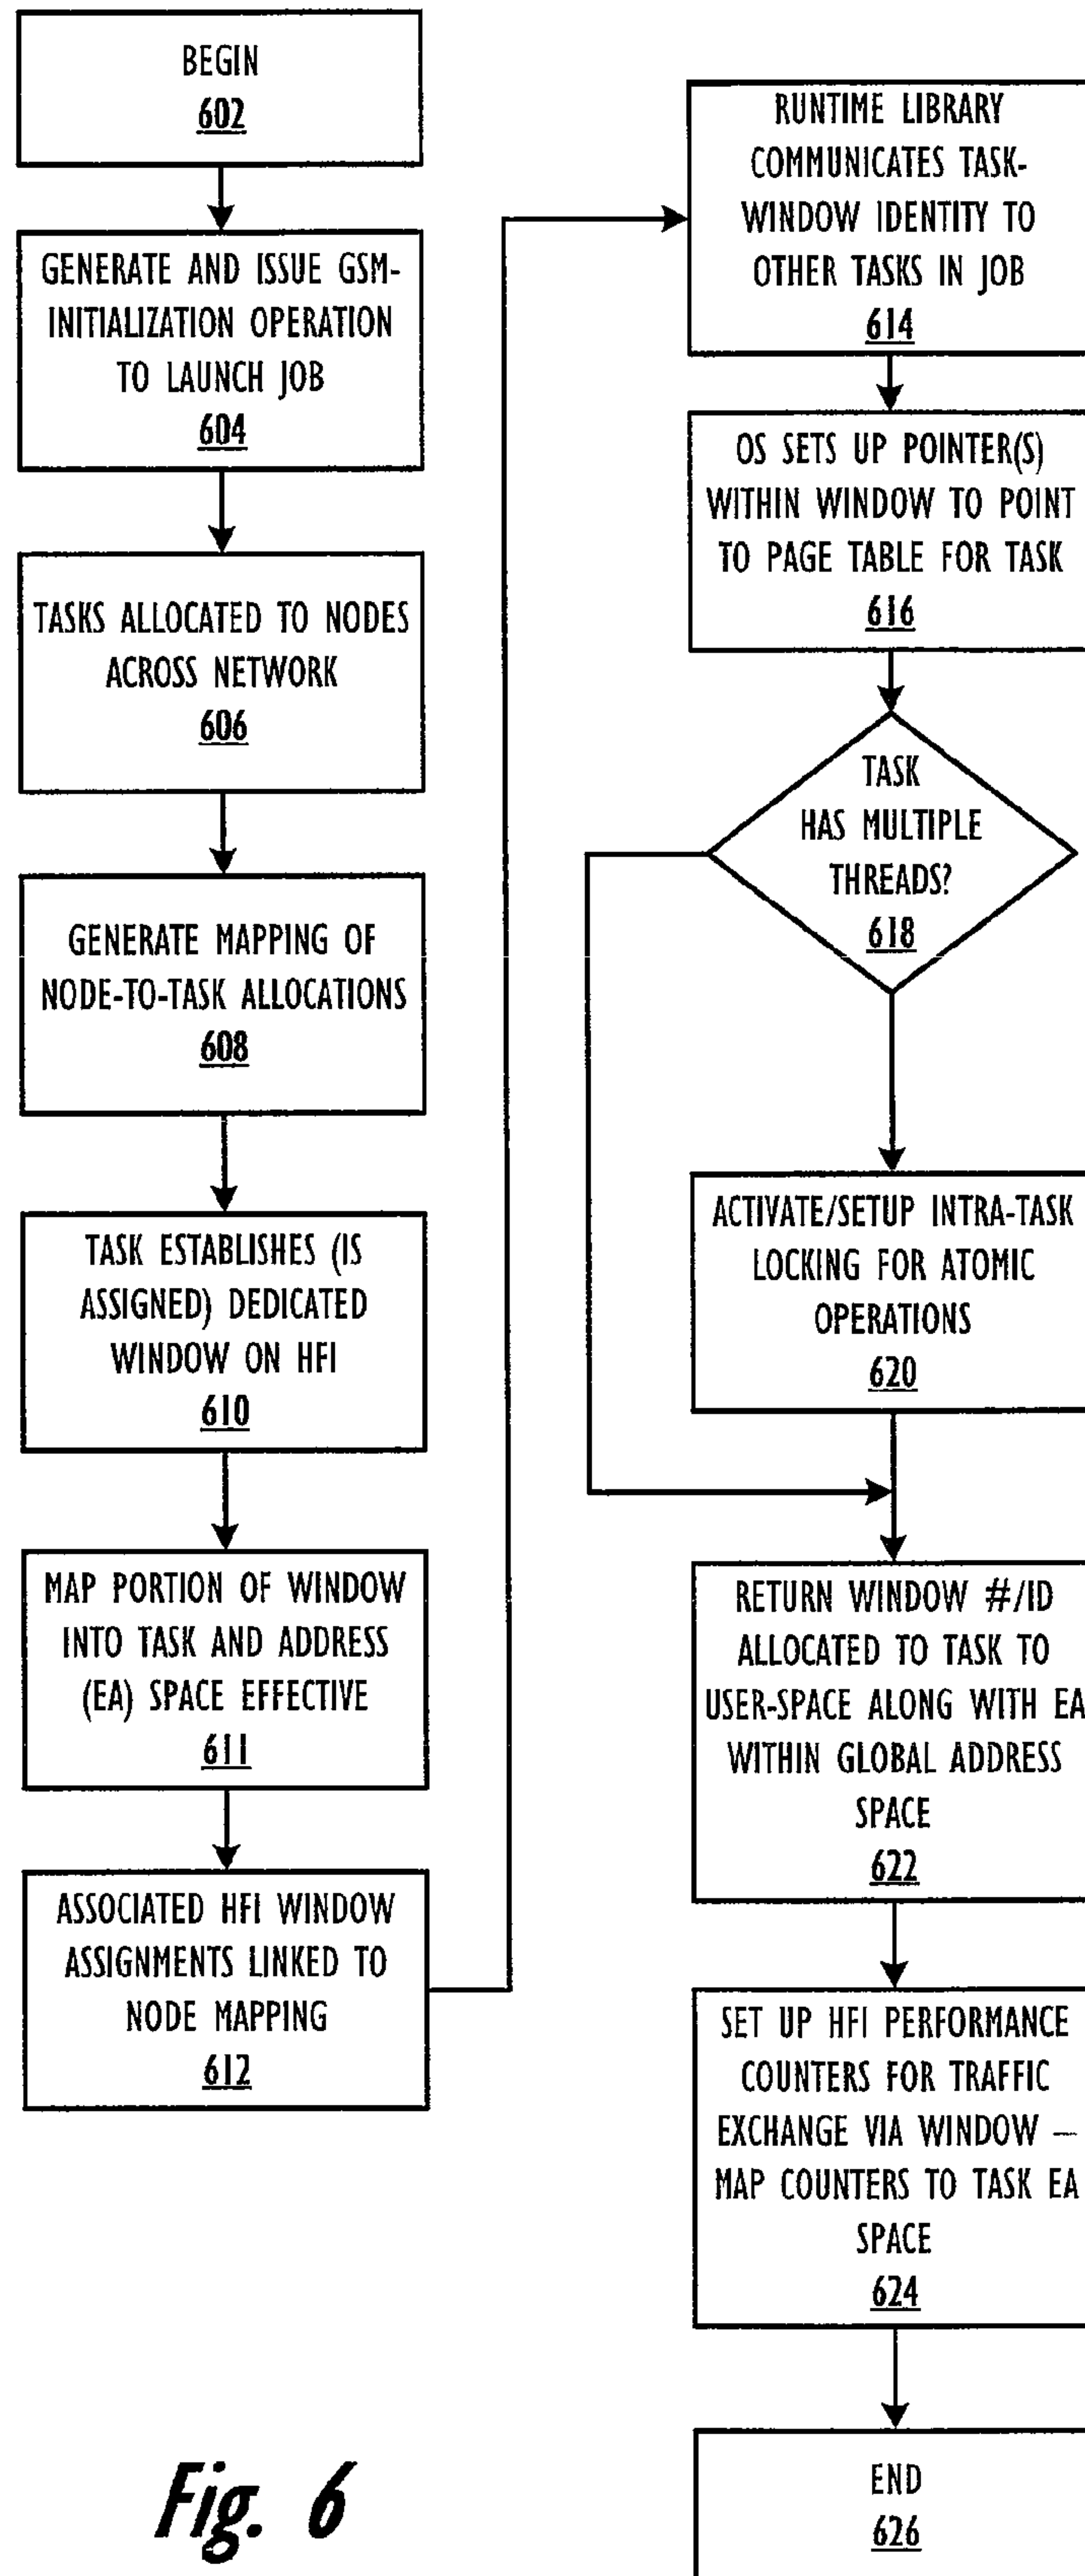 BEGIN
602
GENERATE AND ISSUE GSM-
INITIALIZATION OPERATION
TO LAUNCH JOB
604
TASKS ALLOCATED TO NODES
ACROSS NETWORK
606
GENERATE MAPPING OF
NODE-TO-TASK ALLOCATIONS
608
TASK ESTABLISHES (IS
ASSIGNED) DEDICATED
WINDOW ON HFI
610
MAP PORTION OF WINDOW
INTO TASK AND ADDRESS
(EA) SPACE EFFECTIVE
611
ASSOCIATED HFI WINDOW
ASSIGNMENTS LINKED TO
NODE MAPPING
612
RUNTIME LIBRARY
COMMUNICATES TASK-
WINDOW IDENTITY TO
OTHER TASKS IN JOB
614
OS SETS UP POINTER(S)
WITHIN WINDOW TO POINT
TO PAGE TABLE FOR TASK
616
TASK
HAS MULTIPLE
THREADS?
618
ACTIVATE/SETUP INTRA-TASK
LOCKING FOR ATOMIC
OPERATIONS
620
RETURN WINDOW #/ID
ALLOCATED TO TASK TO
USER-SPACE ALONG WITH EA
WITHIN GLOBAL ADDRESS
SPACE
622
SET UP HFI PERFORMANCE
COUNTERS FOR TRAFFIC
EXCHANGE VIA WINDOW –
MAP COUNTERS TO TASK EA
SPACE
624
END
626
Fig. 6